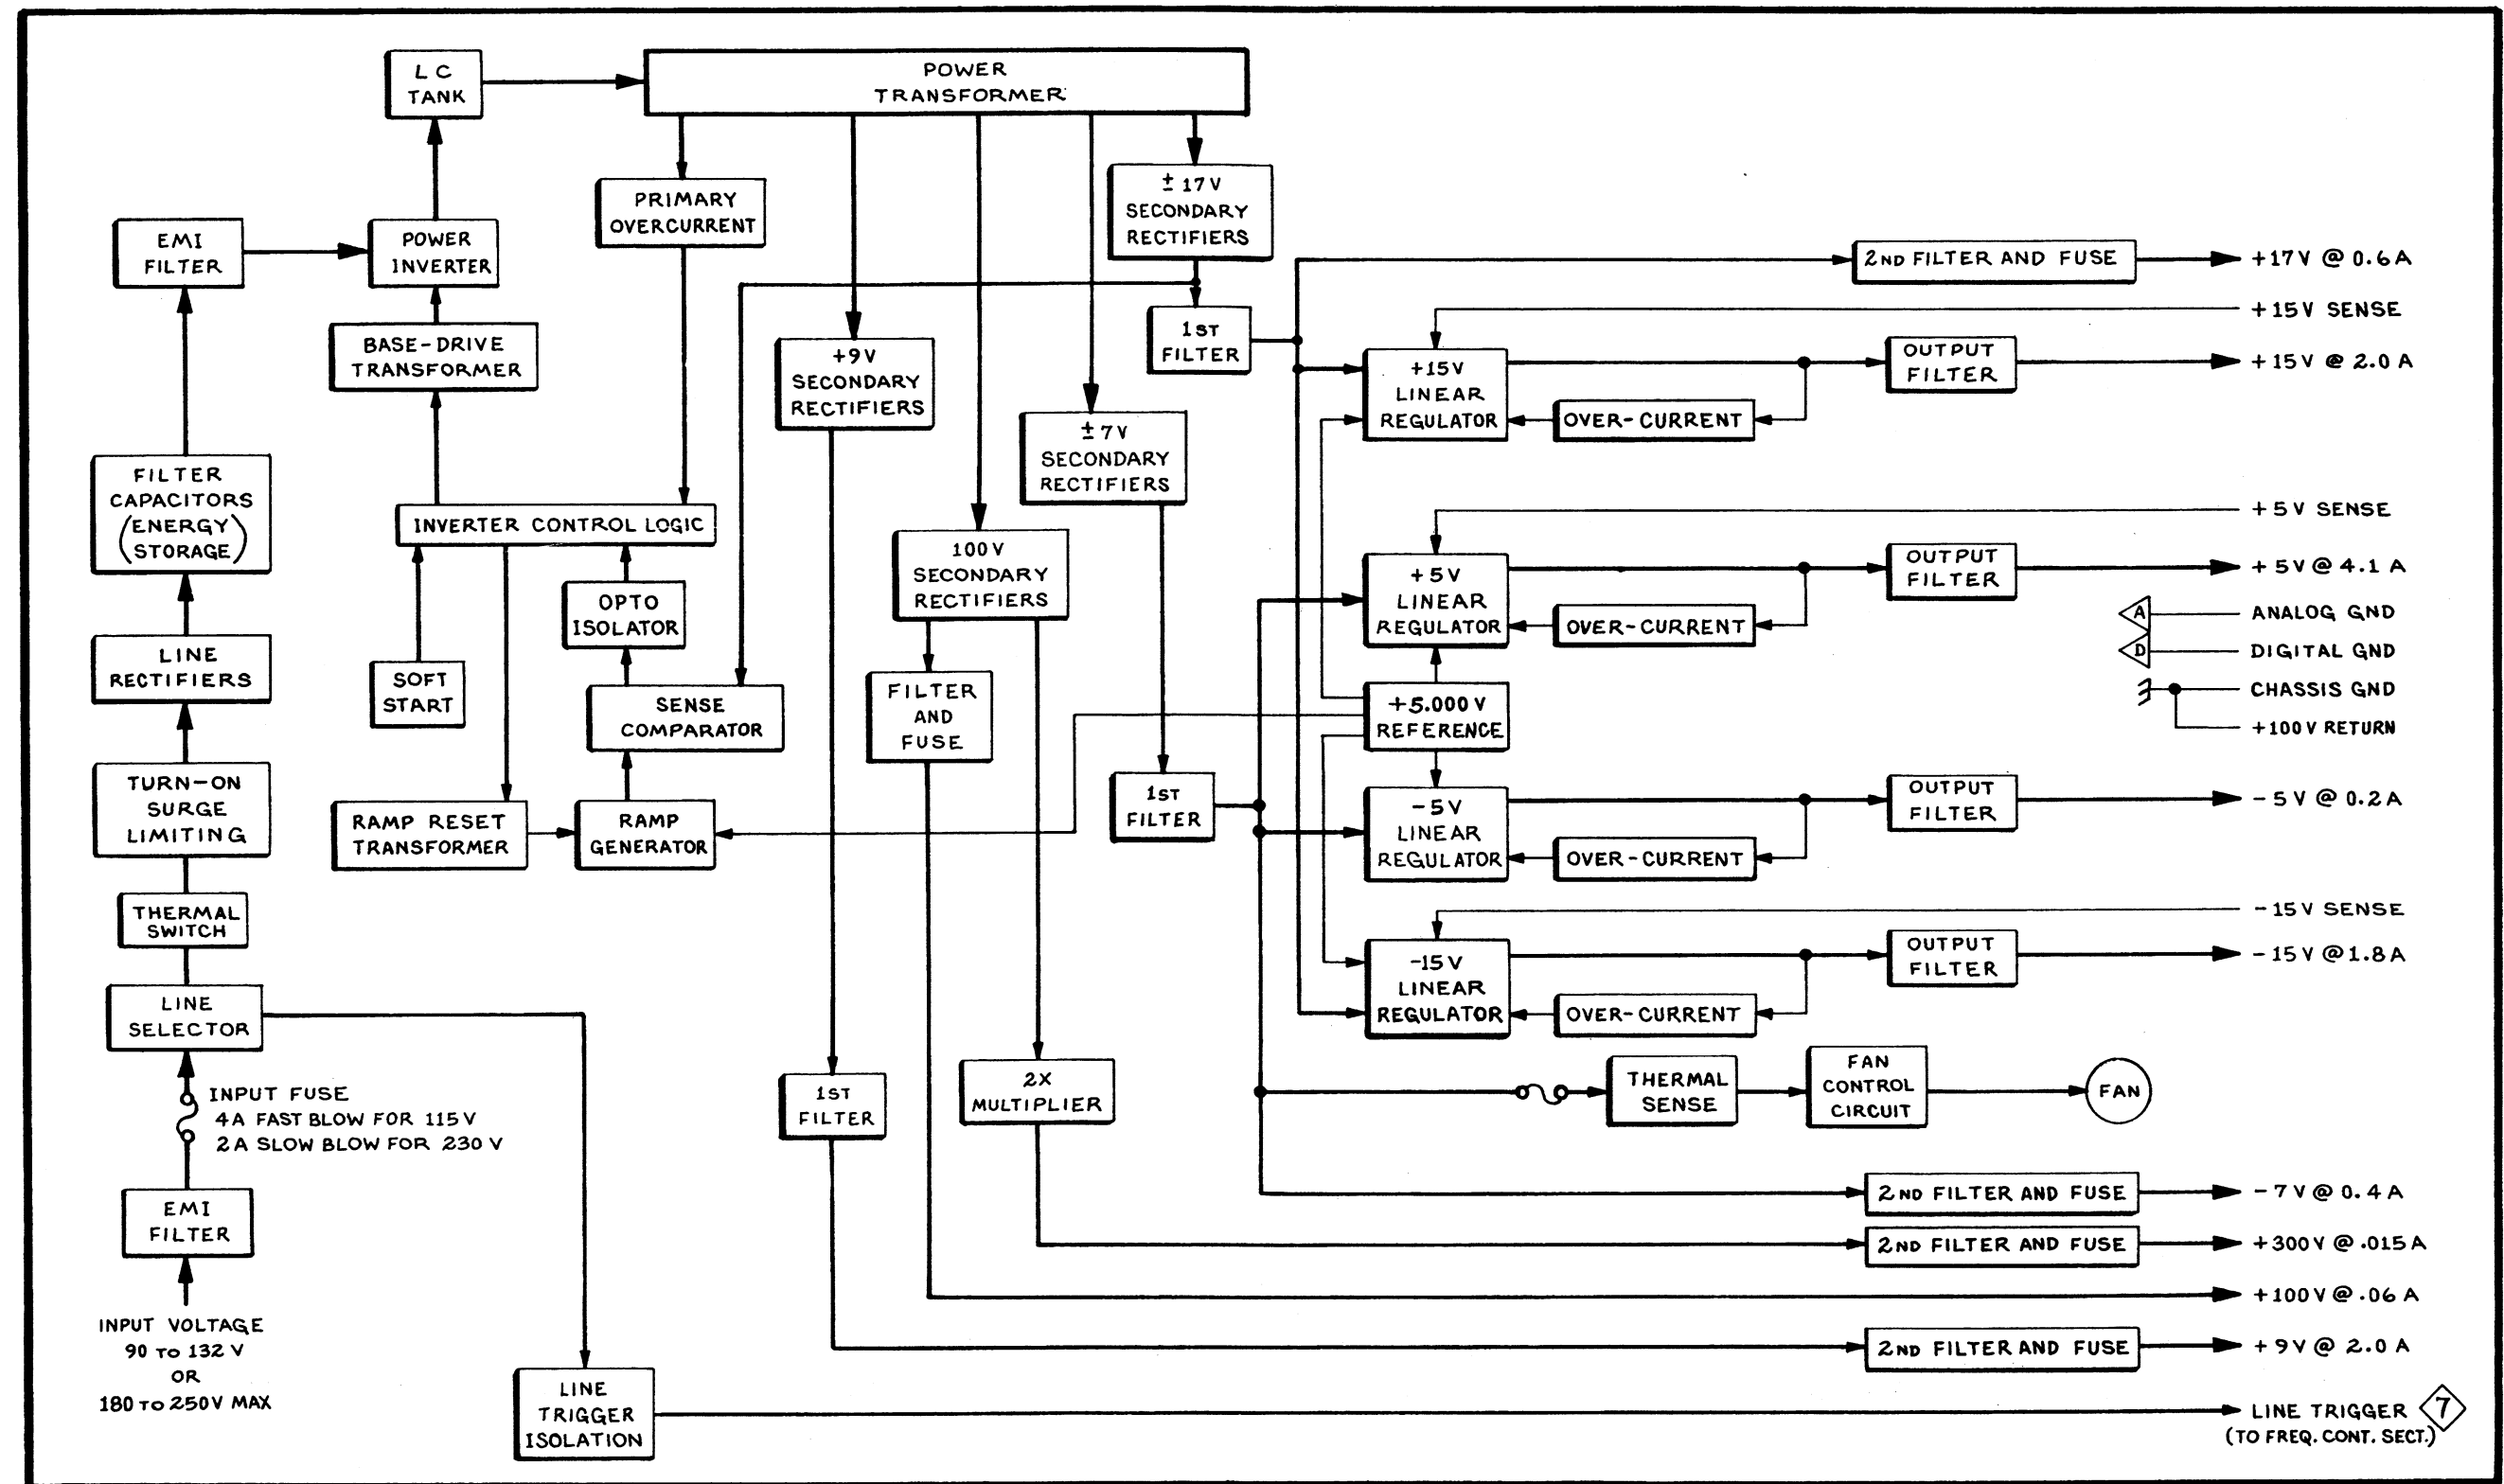 LC
TANK
POWER
TRANSFORMER
± 17V
SECONDARY
RECTIFIERS
PRIMARY
OVERCURRENT
EMI
FILTER
POWER
INVERTER
2ND FILTER AND FUSE
+17V @ 0.6A
+15V SENSE
1ST
FILTER
BASE-DRIVE
TRANSFORMER
+9V
SECONDARY
RECTIFIERS
+15V
LINEAR
REGULATOR
OUTPUT
FILTER
+15V @ 2.0 A
OVER-CURRENT
± 7V
SECONDARY
RECTIFIERS
FILTER
CAPACITORS
(ENERGY
STORAGE)
INVERTER CONTROL LOGIC
+5V SENSE
100V
SECONDARY
RECTIFIERS
+5V
LINEAR
REGULATOR
OUTPUT
FILTER
+5V @ 4.1 A
OVER-CURRENT
OPTO
ISOLATOR
A
ANALOG GND
D
DIGITAL GND
CHASSIS GND
+100V RETURN
LINE
RECTIFIERS
SOFT
START
SENSE
COMPARATOR
FILTER
AND
FUSE
+5.000V
REFERENCE
TURN-ON
SURGE
LIMITING
RAMP RESET
TRANSFORMER
RAMP
GENERATOR
1ST
FILTER
-5V
LINEAR
REGULATOR
OUTPUT
FILTER
-5V @ 0.2A
OVER-CURRENT
THERMAL
SWITCH
-15V SENSE
-15V
LINEAR
REGULATOR
OUTPUT
FILTER
-15V @ 1.8A
OVER-CURRENT
LINE
SELECTOR
INPUT FUSE
4A FAST BLOW FOR 115V
2A SLOW BLOW FOR 230 V
1ST
FILTER
2X
MULTIPLIER
THERMAL
SENSE
FAN
CONTROL
CIRCUIT
FAN
EMI
FILTER
2ND FILTER AND FUSE
-7V @ 0.4A
2ND FILTER AND FUSE
+300V @ .015A
+100V @ .06 A
2ND FILTER AND FUSE
+9V @ 2.0 A
INPUT VOLTAGE
90 TO 132 V
OR
180 TO 250V MAX
LINE
TRIGGER
ISOLATION
LINE TRIGGER 7
(TO FREQ. CONT. SECT.)